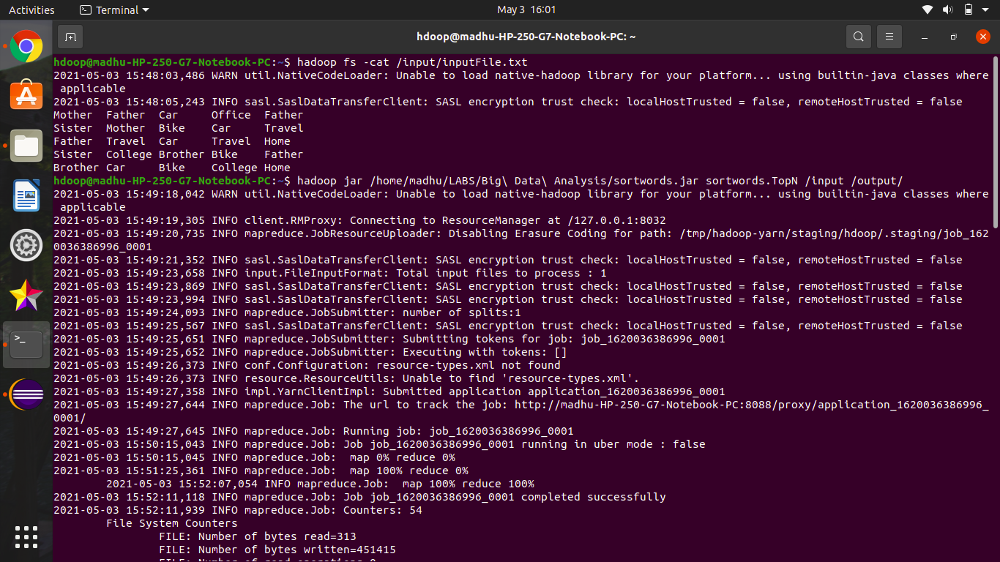 Activities
Terminal
May 3 16:01
hdoop@madhu-HP-250-G7-Notebook-PC: ~
hdoop@madhu-HP-250-G7-Notebook-PC:~$ hadoop fs -cat /input/inputFile.txt
2021-05-03 15:48:03,486 WARN util.NativeCodeLoader: Unable to load native-hadoop library for your platform... using builtin-java classes where
applicable
2021-05-03 15:48:05,243 INFO sasl.SaslDataTransferClient: SASL encryption trust check: localHostTrusted = false, remoteHostTrusted = false
Mother Father Car Office Father
Sister Mother Bike Car Travel
Father Travel Car Travel Home
Sister College Brother Bike Father
Brother Car Bike College Home
hdoop@madhu-HP-250-G7-Notebook-PC:~$ hadoop jar /home/madhu/LABS/Big\ Data\ Analysis/sortwords.jar sortwords.TopN /input /output/
2021-05-03 15:49:18,042 WARN util.NativeCodeLoader: Unable to load native-hadoop library for your platform... using builtin-java classes where
applicable
2021-05-03 15:49:19,305 INFO client.RMProxy: Connecting to ResourceManager at /127.0.0.1:8032
2021-05-03 15:49:20,735 INFO mapreduce.JobResourceUploader: Disabling Erasure Coding for path: /tmp/hadoop-yarn/staging/hdoop/.staging/job_162
0036386996_0001
2021-05-03 15:49:21,352 INFO sasl.SaslDataTransferClient: SASL encryption trust check: localHostTrusted = false, remoteHostTrusted = false
2021-05-03 15:49:23,658 INFO input.FileInputFormat: Total input files to process : 1
2021-05-03 15:49:23,869 INFO sasl.SaslDataTransferClient: SASL encryption trust check: localHostTrusted = false, remoteHostTrusted = false
2021-05-03 15:49:23,994 INFO sasl.SaslDataTransferClient: SASL encryption trust check: localHostTrusted = false, remoteHostTrusted = false
2021-05-03 15:49:24,093 INFO mapreduce.JobSubmitter: number of splits:1
2021-05-03 15:49:25,567 INFO sasl.SaslDataTransferClient: SASL encryption trust check: localHostTrusted = false, remoteHostTrusted = false
2021-05-03 15:49:25,651 INFO mapreduce.JobSubmitter: Submitting tokens for job: job_1620036386996_0001
2021-05-03 15:49:25,652 INFO mapreduce.JobSubmitter: Executing with tokens: []
2021-05-03 15:49:26,373 INFO conf.Configuration: resource-types.xml not found
2021-05-03 15:49:26,373 INFO resource.ResourceUtils: Unable to find 'resource-types.xml'.
2021-05-03 15:49:27,358 INFO impl.YarnClientImpl: Submitted application application_1620036386996_0001
2021-05-03 15:49:27,644 INFO mapreduce.Job: The url to track the job: http://madhu-HP-250-G7-Notebook-PC:8088/proxy/application_1620036386996_
0001/
2021-05-03 15:49:27,645 INFO mapreduce.Job: Running job: job_1620036386996_0001
2021-05-03 15:50:15,043 INFO mapreduce.Job: Job job_1620036386996_0001 running in uber mode : false
2021-05-03 15:50:15,045 INFO mapreduce.Job:  map 0% reduce 0%
2021-05-03 15:51:25,361 INFO mapreduce.Job:  map 100% reduce 0%
2021-05-03 15:52:07,054 INFO mapreduce.Job:  map 100% reduce 100%
2021-05-03 15:52:11,118 INFO mapreduce.Job: Job job_1620036386996_0001 completed successfully
2021-05-03 15:52:11,939 INFO mapreduce.Job: Counters: 54
File System Counters
FILE: Number of bytes read=313
FILE: Number of bytes written=451415